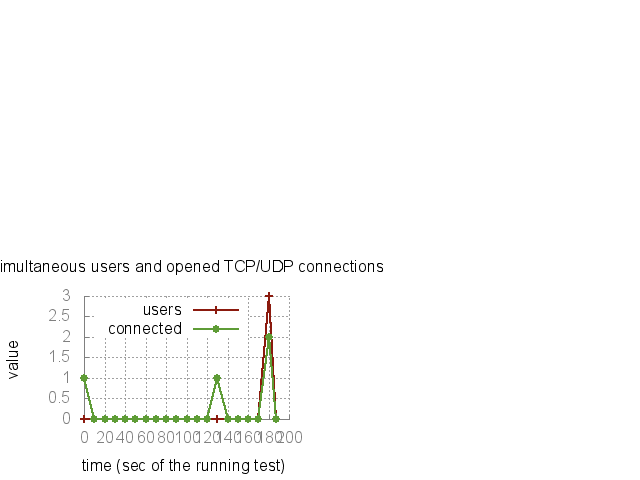 imultaneous users and opened TCP/UDP connections
users
connected
3
2.5
2
1.5
1
0.5
0
value
0 20 40 60 80 100 120 140 160 180 200
time (sec of the running test)